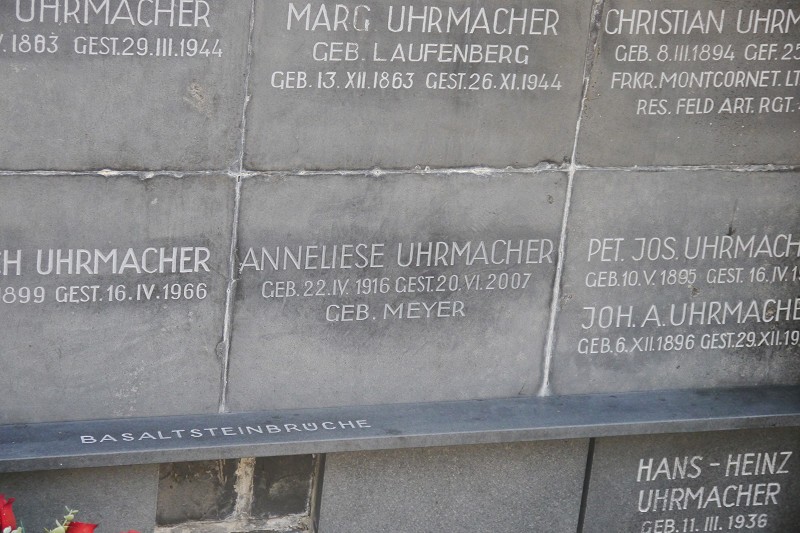 UHRMACHER
1863 GEST.29.III.1944
MARG UHRMACHER
GEB. LAUFENBERG
GEB. 13.XII.1863 GEST.26.XI.1944
CHRISTIAN
GEB. 8.III.1894 GEF.
FRKR.MONTCORNET.
RES. FELD ART. RGT.
UHRMACHER
1899 GEST. 16.IV.1966
ANNELIESE UHRMACHER
GEB. 22.IV. 1916 GEST. 20.VI.2007
GEB. MEYER
PET. JOS. UHRMACH
GEB. 10.V. 1895 GEST. 16.IV.
JOH. A. UHRMACHE
GEB. 6.XII.1896 GEST. 29.XII.
BASALTSTEINBRÜCHE
HANS - HEINZ
UHRMACHER
GEB. 11. III. 1936